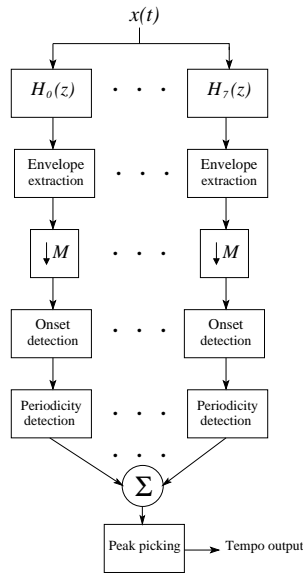 x(t)
H₀(z) . . . H₇(z)
Envelope extraction . . . Envelope extraction
↓M . . . ↓M
Onset detection . . . Onset detection
Periodicity detection . . . Periodicity detection
. . .
Σ
Peak picking
Tempo output